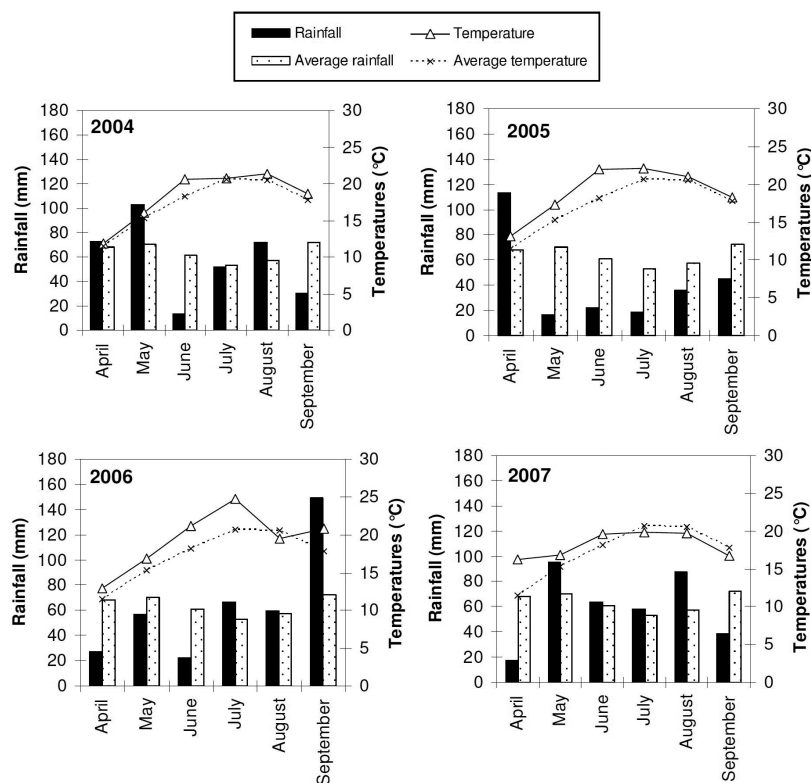 Rainfall
Temperature
Average rainfall
Average temperature
2004
Rainfall (mm)
180
160
140
120
100
80
60
40
20
0
30
25
20
15
10
5
0
Temperatures (°C)
April
May
June
July
August
September
2005
Rainfall (mm)
180
160
140
120
100
80
60
40
20
0
30
25
20
15
10
5
0
Temperatures (°C)
April
May
June
July
August
September
2006
Rainfall (mm)
180
160
140
120
100
80
60
40
20
0
30
25
20
15
10
5
0
Temperatures (°C)
April
May
June
July
August
September
2007
Rainfall (mm)
180
160
140
120
100
80
60
40
20
0
30
25
20
15
10
5
0
Temperatures (°C)
April
May
June
July
August
September